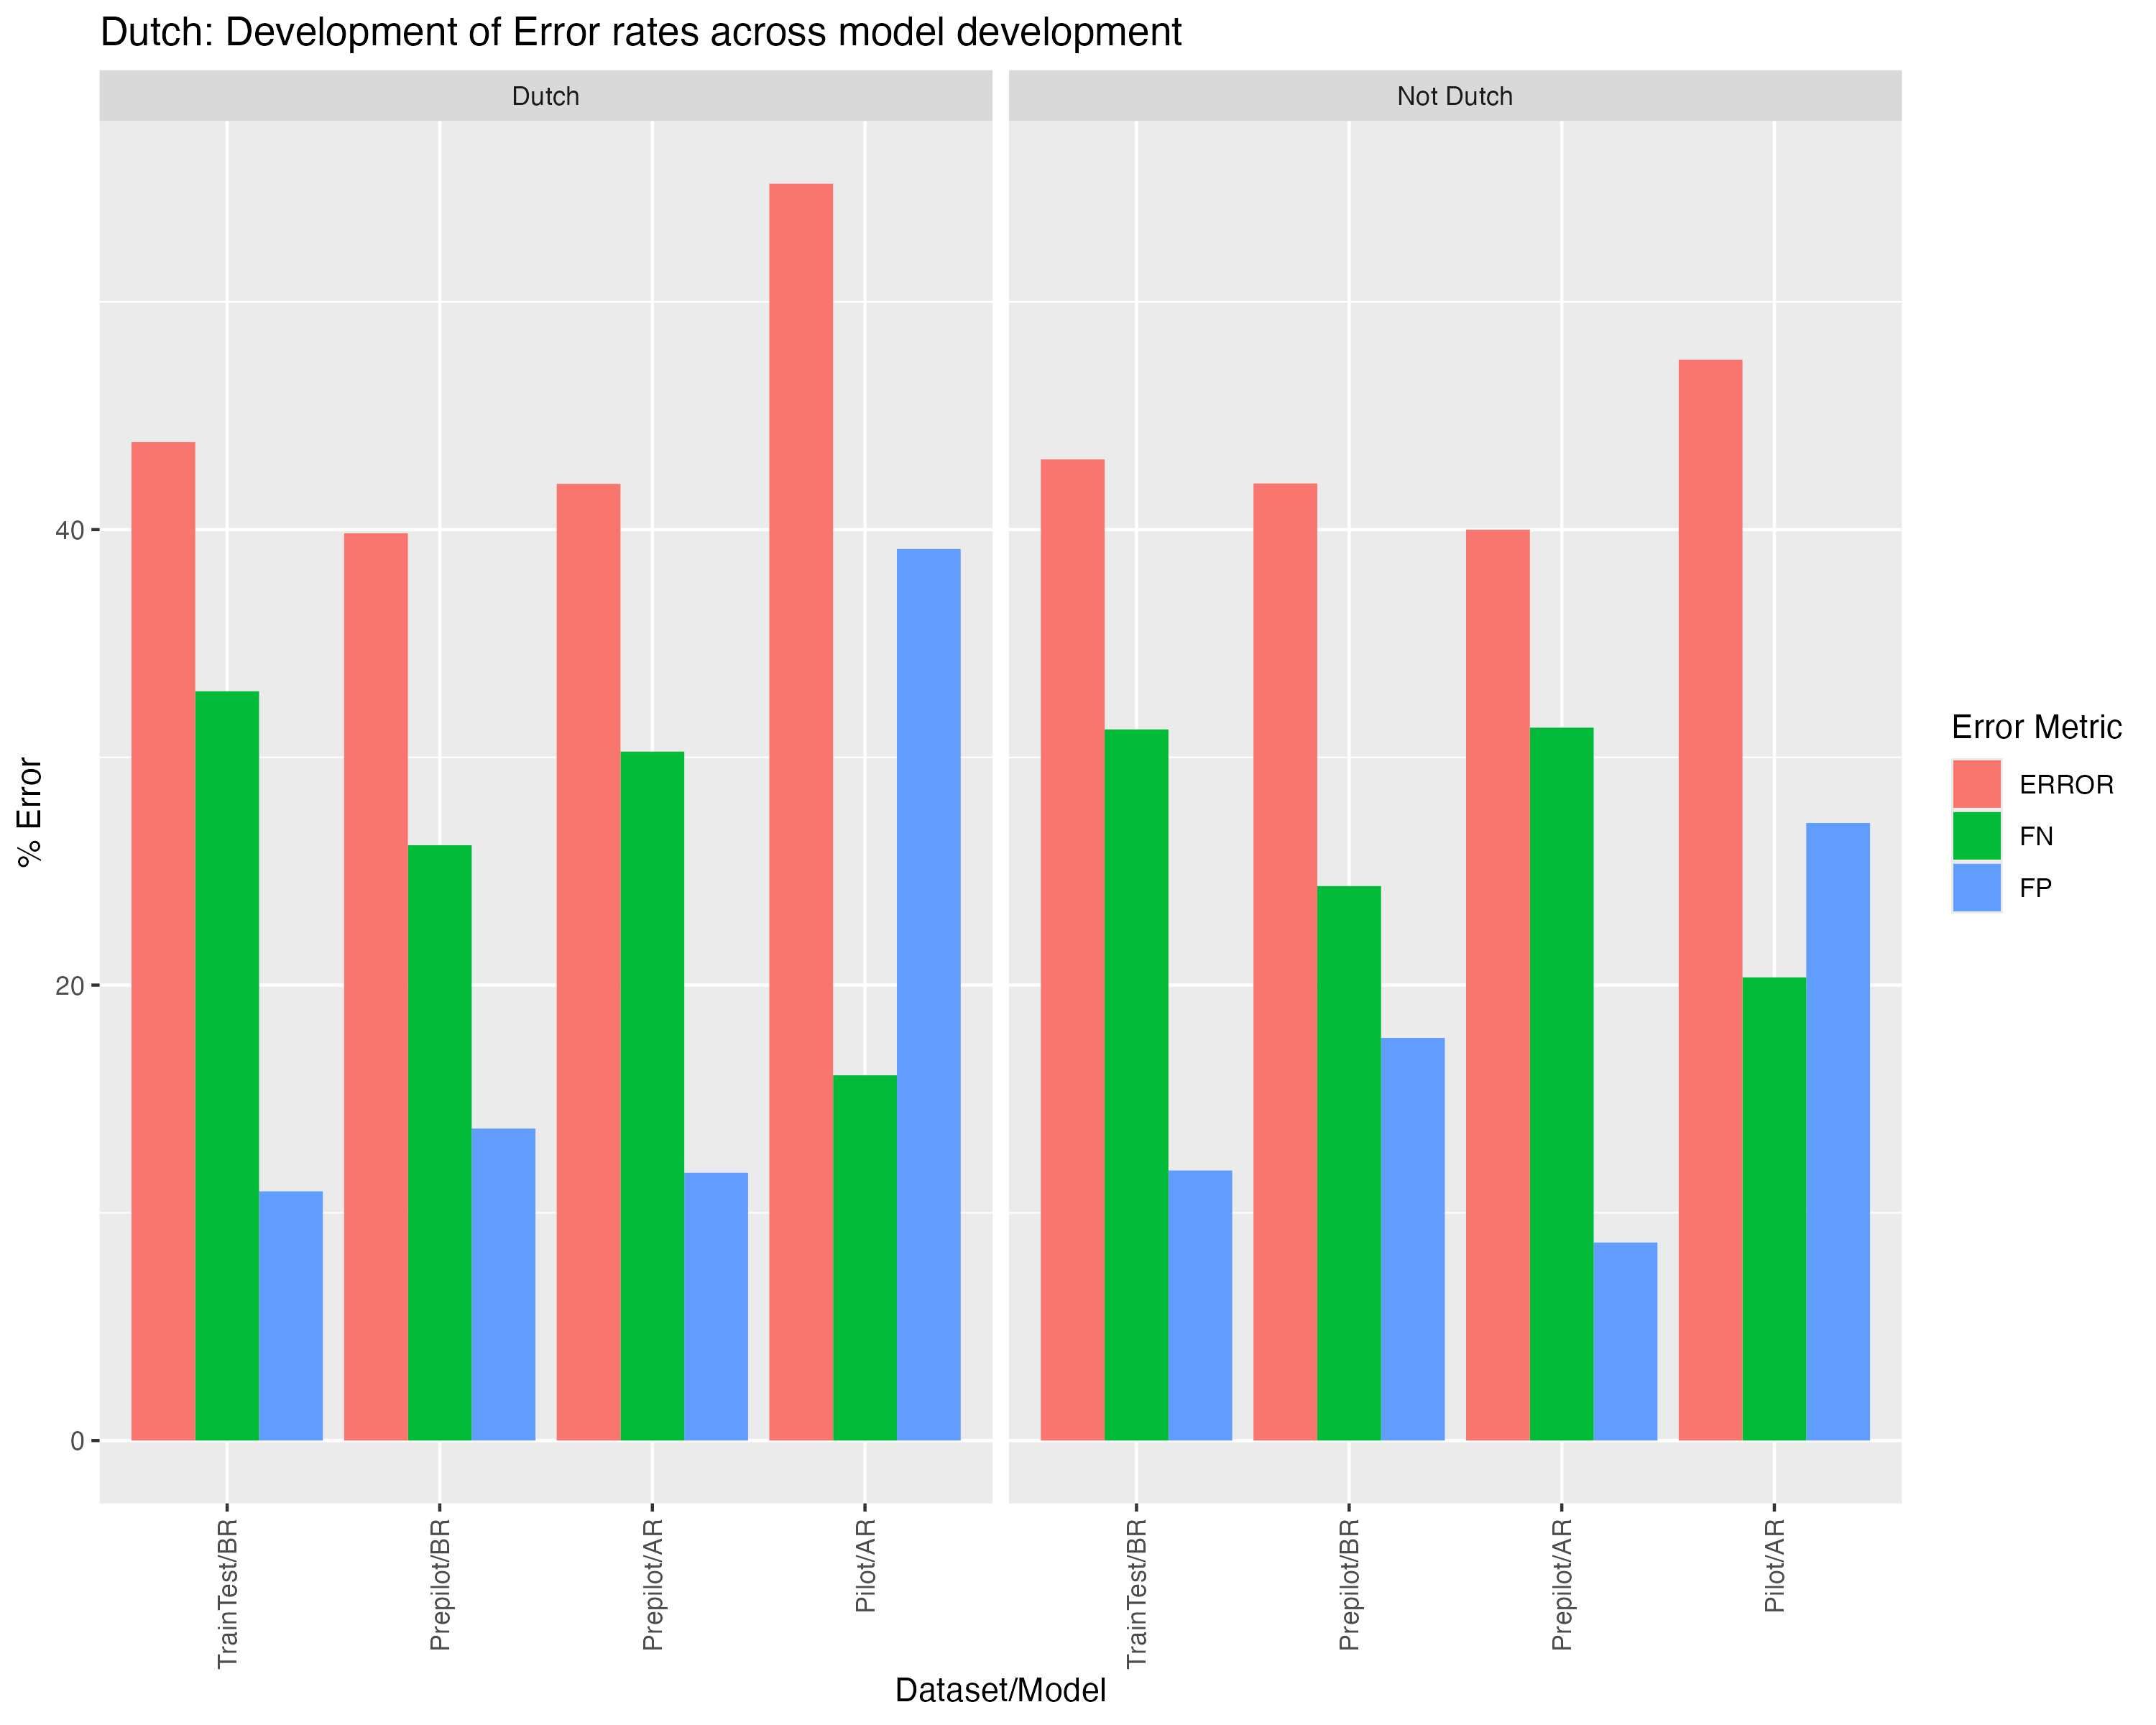 Dutch: Development of Error rates across model development
Dutch
Not Dutch
% Error
40
20
0
TrainTest/BR
Prepilot/BR
Prepilot/AR
Pilot/AR
TrainTest/BR
Prepilot/BR
Prepilot/AR
Pilot/AR
Dataset/Model
Error Metric
ERROR
FN
FP